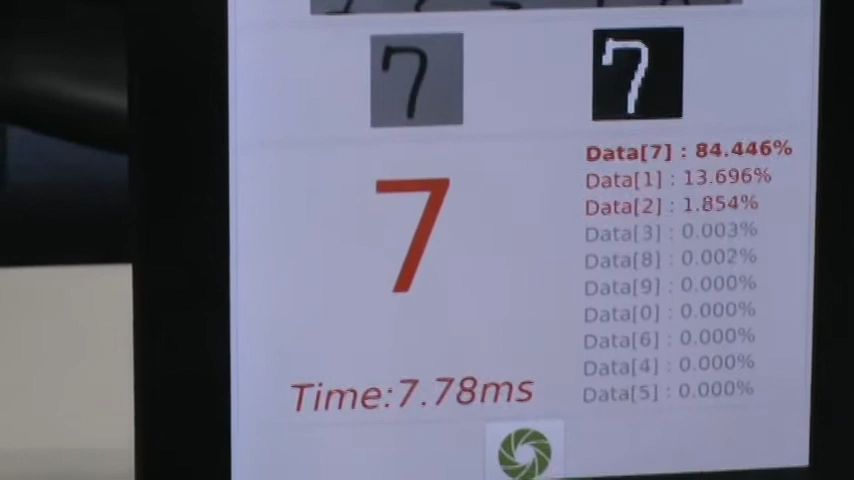 7 7
Data[7] : 84.446%
Data[1] : 13.696%
Data[2] : 1.854%
Data[3] : 0.003%
Data[8] : 0.002%
Data[9] : 0.000%
Data[0] : 0.000%
Data[6] : 0.000%
Data[4] : 0.000%
Data[5] : 0.000%
7
Time:7.78ms